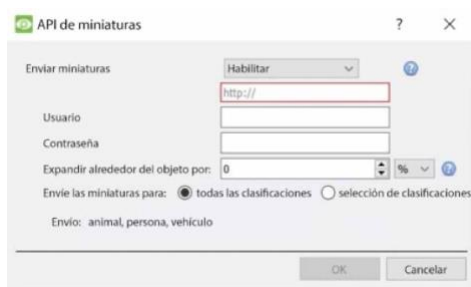 API de miniaturas ? ×
Enviar miniaturas Habilitar
http://
Usuario
Contraseña
Expandir alrededor del objeto por: 0 %
Envíe las miniaturas para: todas las clasificaciones selección de clasificaciones
Envío: animal, persona, vehículo
OK Cancelar